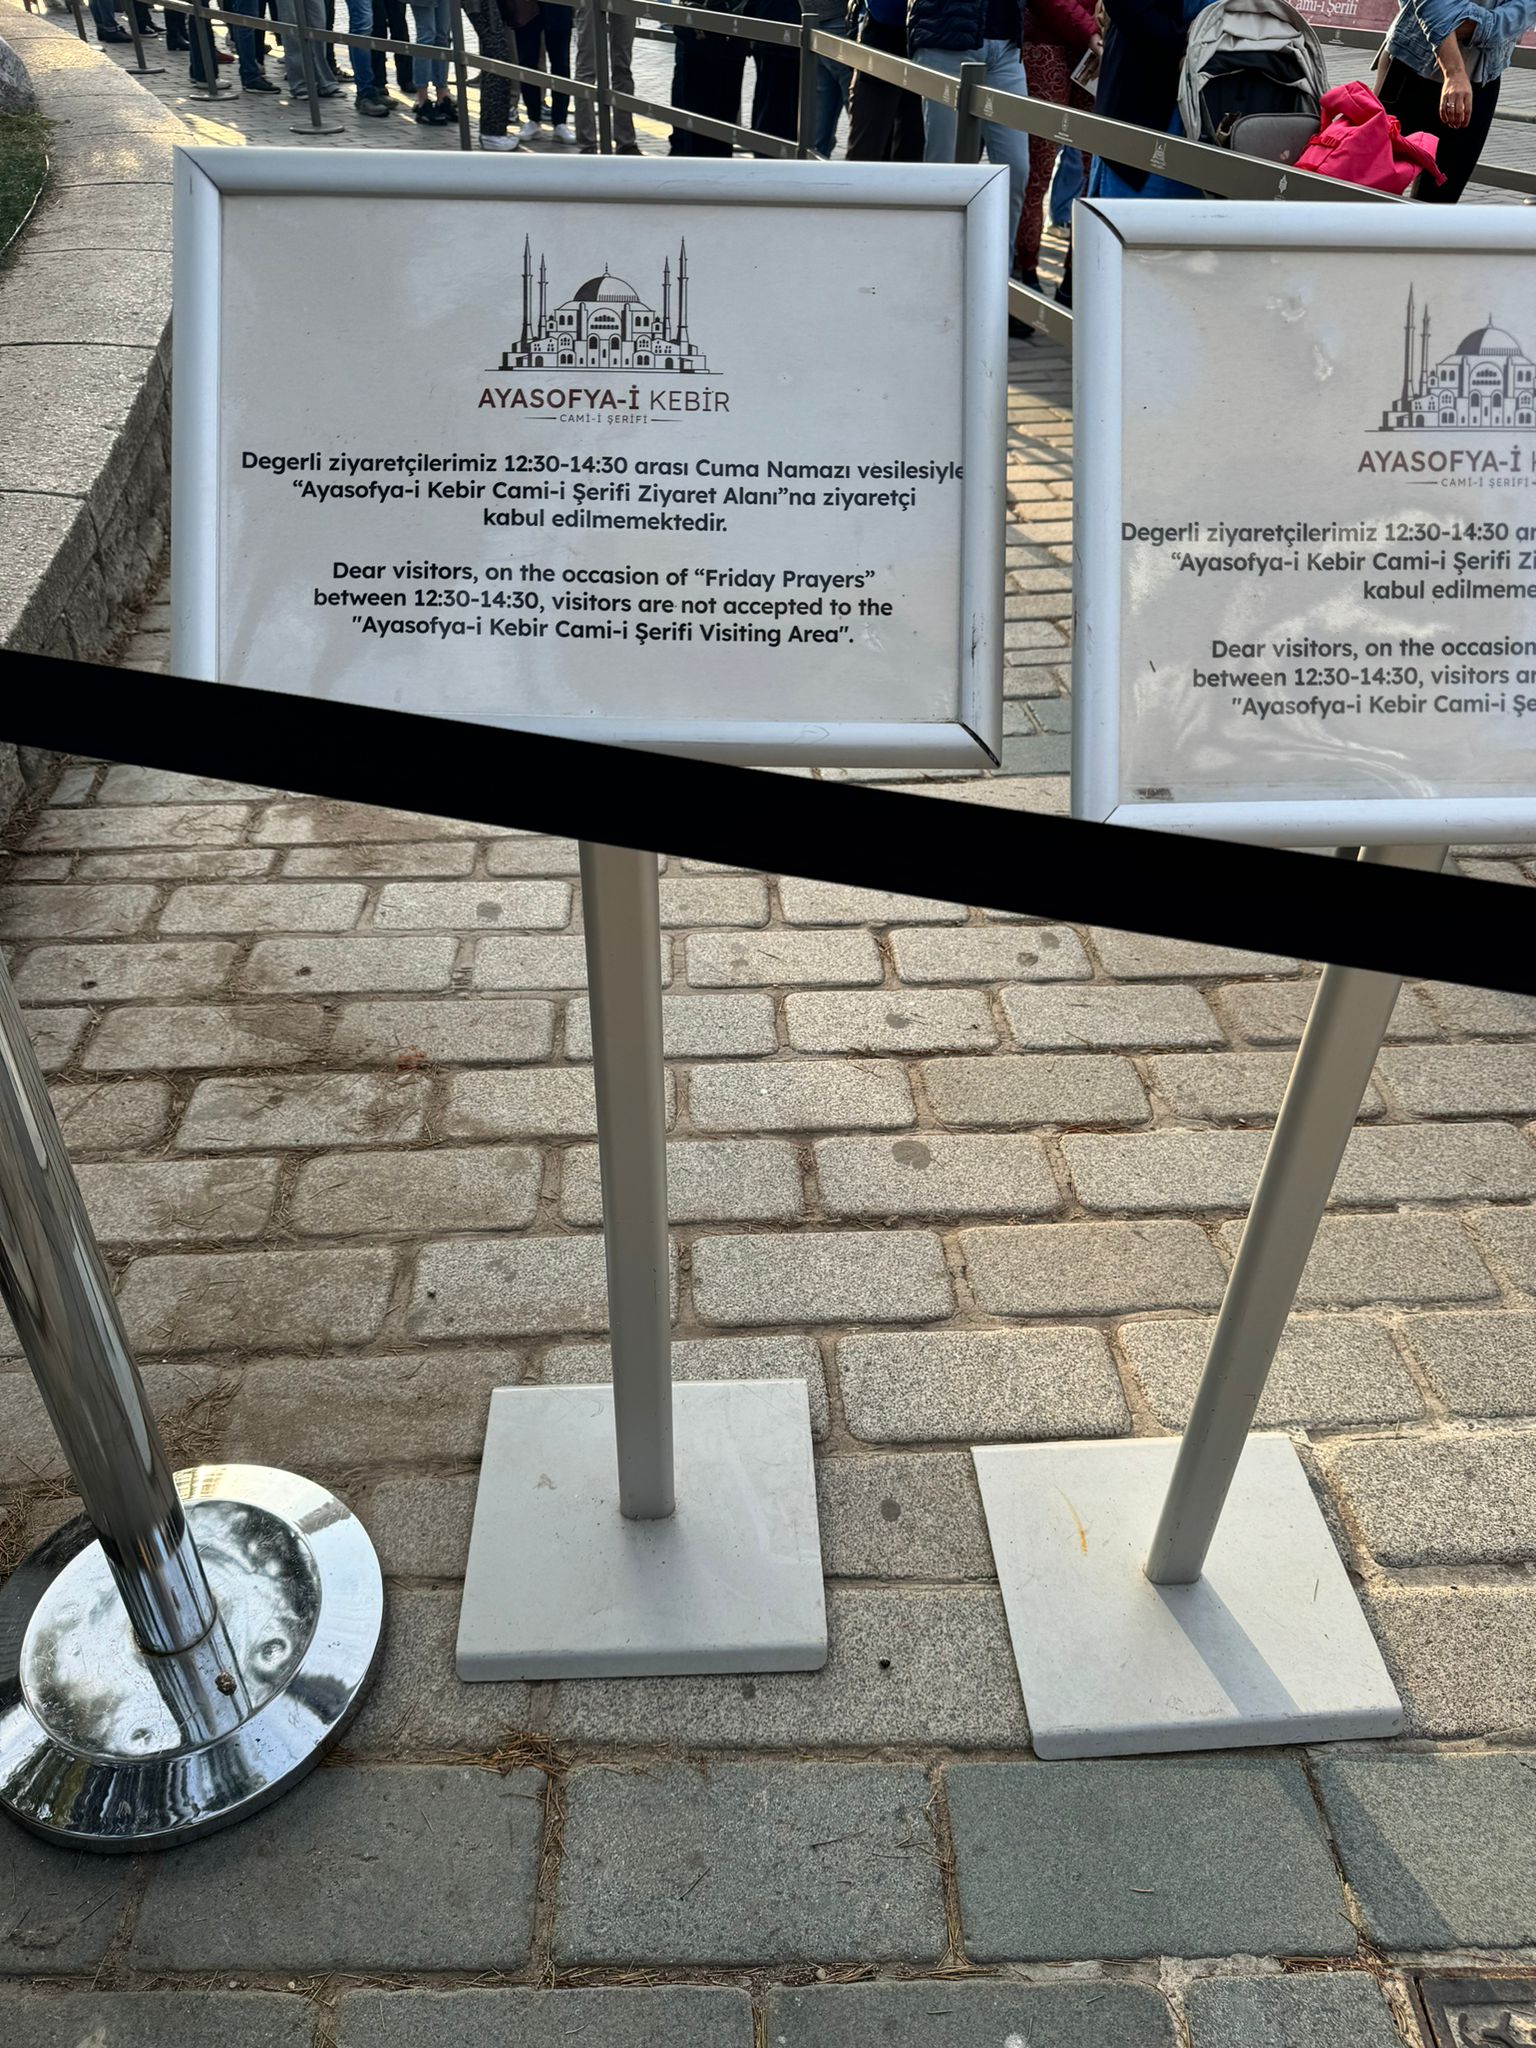 Cami-i Şerifi
AYASOFYA-İ KEBİR
CAMİ-İ ŞERİFİ
Degerli ziyaretçilerimiz 12:30-14:30 arası Cuma Namazı vesilesiyle
“Ayasofya-i Kebir Cami-i Şerifi Ziyaret Alanı”na ziyaretçi
kabul edilmemektedir.
Dear visitors, on the occasion of “Friday Prayers”
between 12:30-14:30, visitors are not accepted to the
"Ayasofya-i Kebir Cami-i Şerifi Visiting Area".
AYASOFYA-İ
CAMİ-İ ŞERİFİ
Degerli ziyaretçilerimiz 12:30-14:30
“Ayasofya-i Kebir Cami-i Şerifi
kabul
Dear visitors, on the occasion
between 12:30-14:30, visitors
"Ayasofya-i Kebir Cami-i